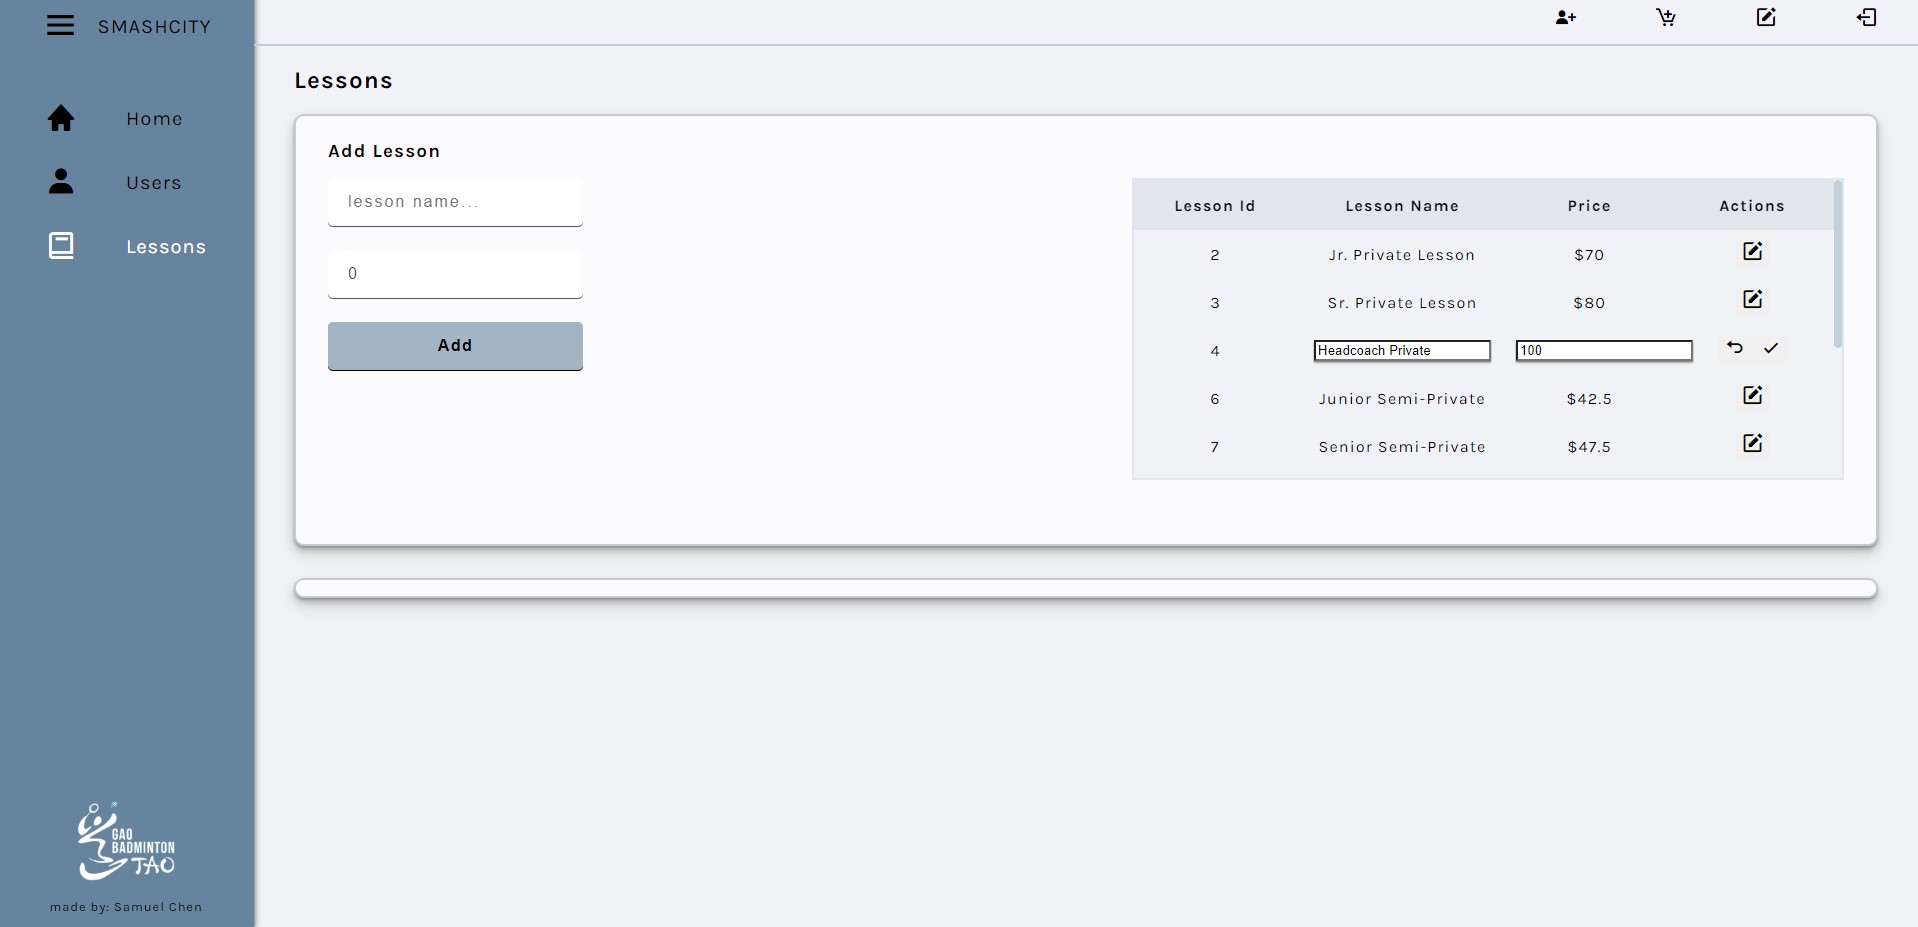 SMASHCITY
Home
Users
Lessons
Lessons
Add Lesson
lesson name...
0
Add
Lesson Id Lesson Name Price Actions
2 Jr. Private Lesson $70
3 Sr. Private Lesson $80
4 Headcoach Private 100
6 Junior Semi-Private $42.5
7 Senior Semi-Private $47.5
GAO
BADMINTON
TAO
made by: Samuel Chen